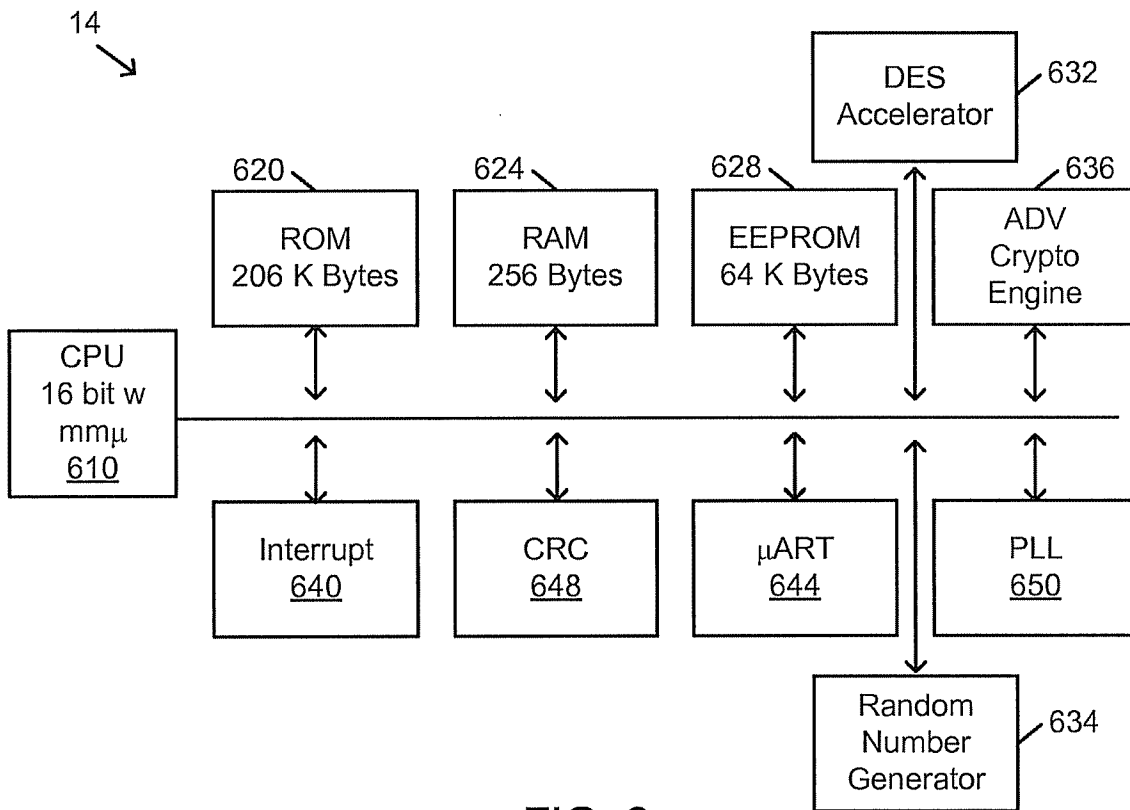 14
DES
Accelerator
632
620
624
628
636
ROM
206 K Bytes
RAM
256 Bytes
EEPROM
64 K Bytes
ADV
Crypto
Engine
CPU
16 bit w
mmμ
610
Interrupt
640
CRC
648
μART
644
PLL
650
Random
Number
Generator
634